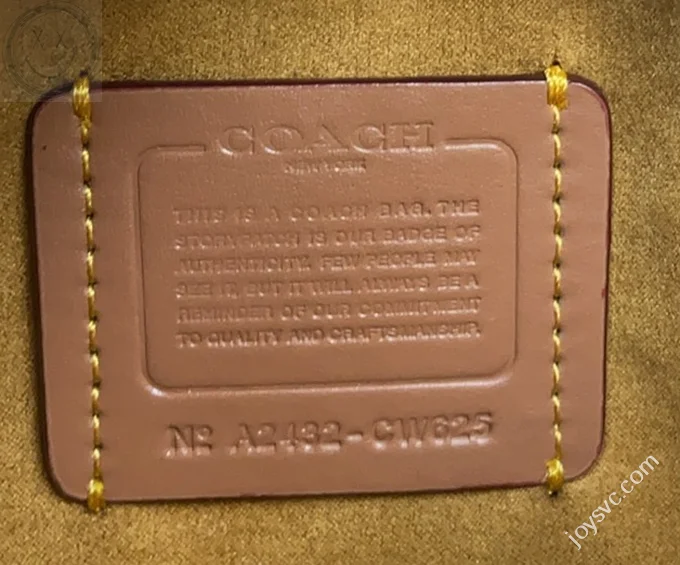 COACH
NEW YORK
THIS IS A COACH BAG. THE
STORYPATCH IS OUR BADGE OF
AUTHENTICITY. FEW PEOPLE MAY
SEE IT, BUT IT WILL ALWAYS BE A
REMINDER OF OUR COMMITMENT
TO QUALITY AND CRAFTSMANSHIP.
Nº A2432-CW625
joysvc.com